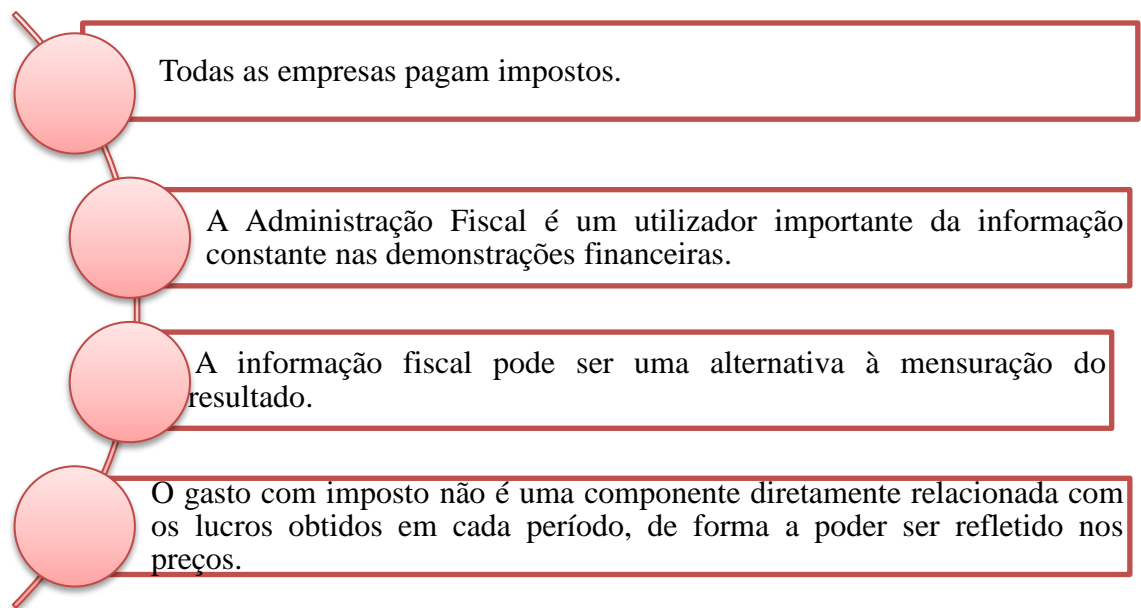 Todas as empresas pagam impostos.
A Administração Fiscal é um utilizador importante da informação
constante nas demonstrações financeiras.
A informação fiscal pode ser uma alternativa à mensuração do
resultado.
O gasto com imposto não é uma componente diretamente relacionada com
os lucros obtidos em cada período, de forma a poder ser refletido nos
preços.